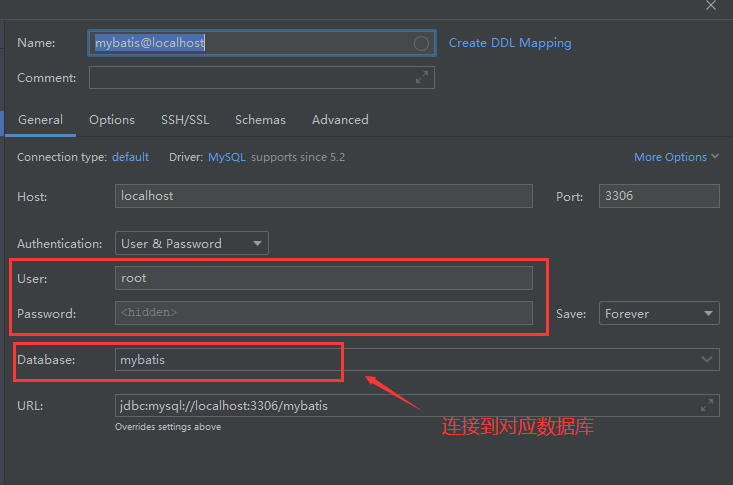 Name: mybatis@localhost Create DDL Mapping
Comment:
General Options SSH/SSL Schemas Advanced
Connection type: default Driver: MySQL supports since 5.2 More Options
Host: localhost Port: 3306
Authentication: User & Password
User: root
Password: <hidden> Save: Forever
Database: mybatis
URL: jdbc:mysql://localhost:3306/mybatis
Overrides settings above
连接到对应数据库